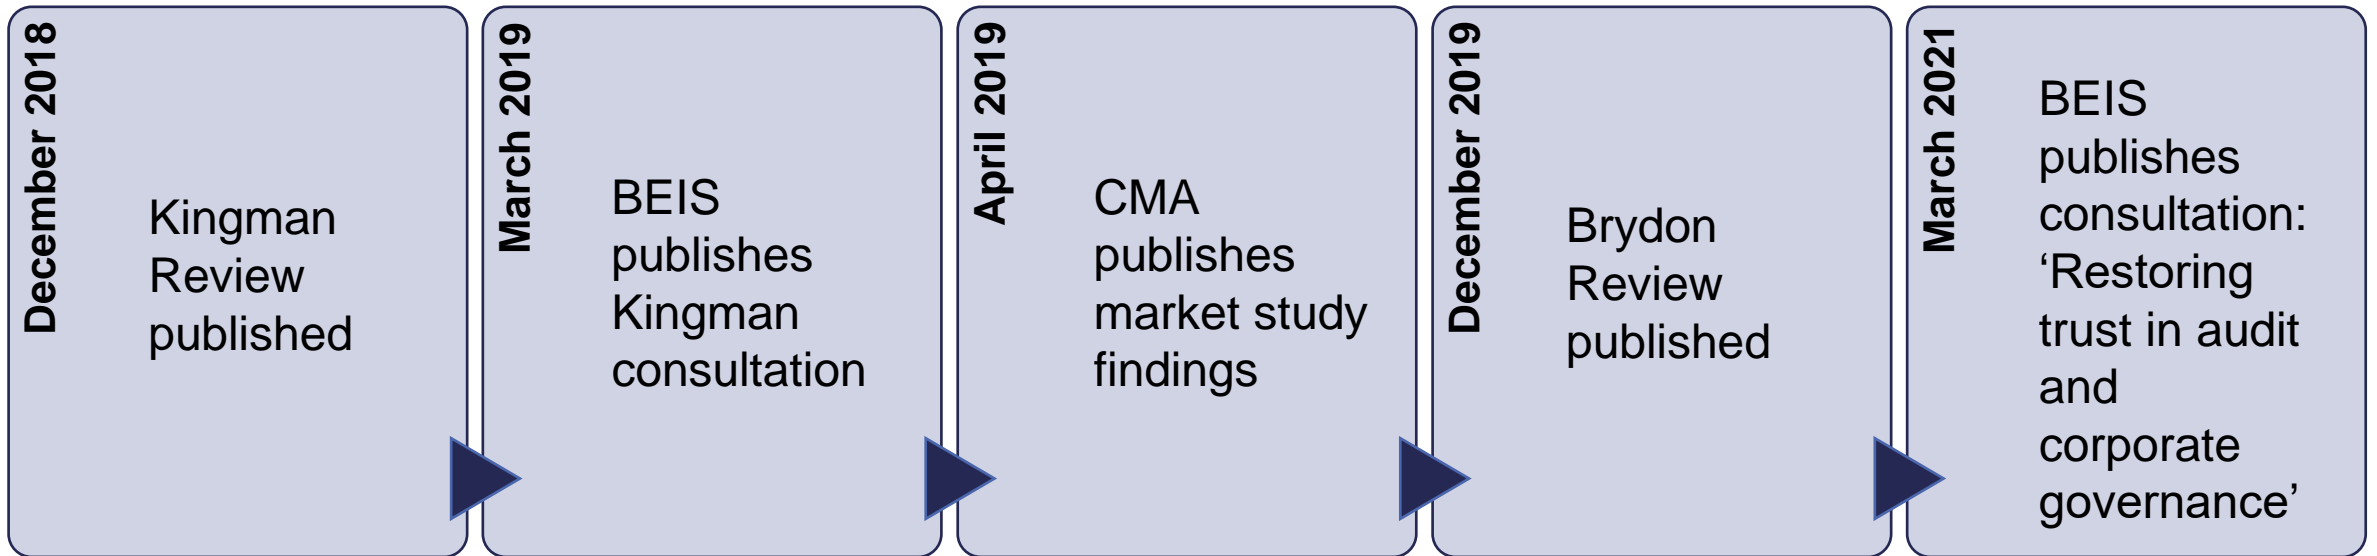 December 2018
Kingman
Review
published
March 2019
BEIS
publishes
Kingman
consultation
April 2019
CMA
publishes
market study
findings
December 2019
Brydon
Review
published
March 2021
BEIS
publishes
consultation:
‘Restoring
trust in audit
and
corporate
governance’